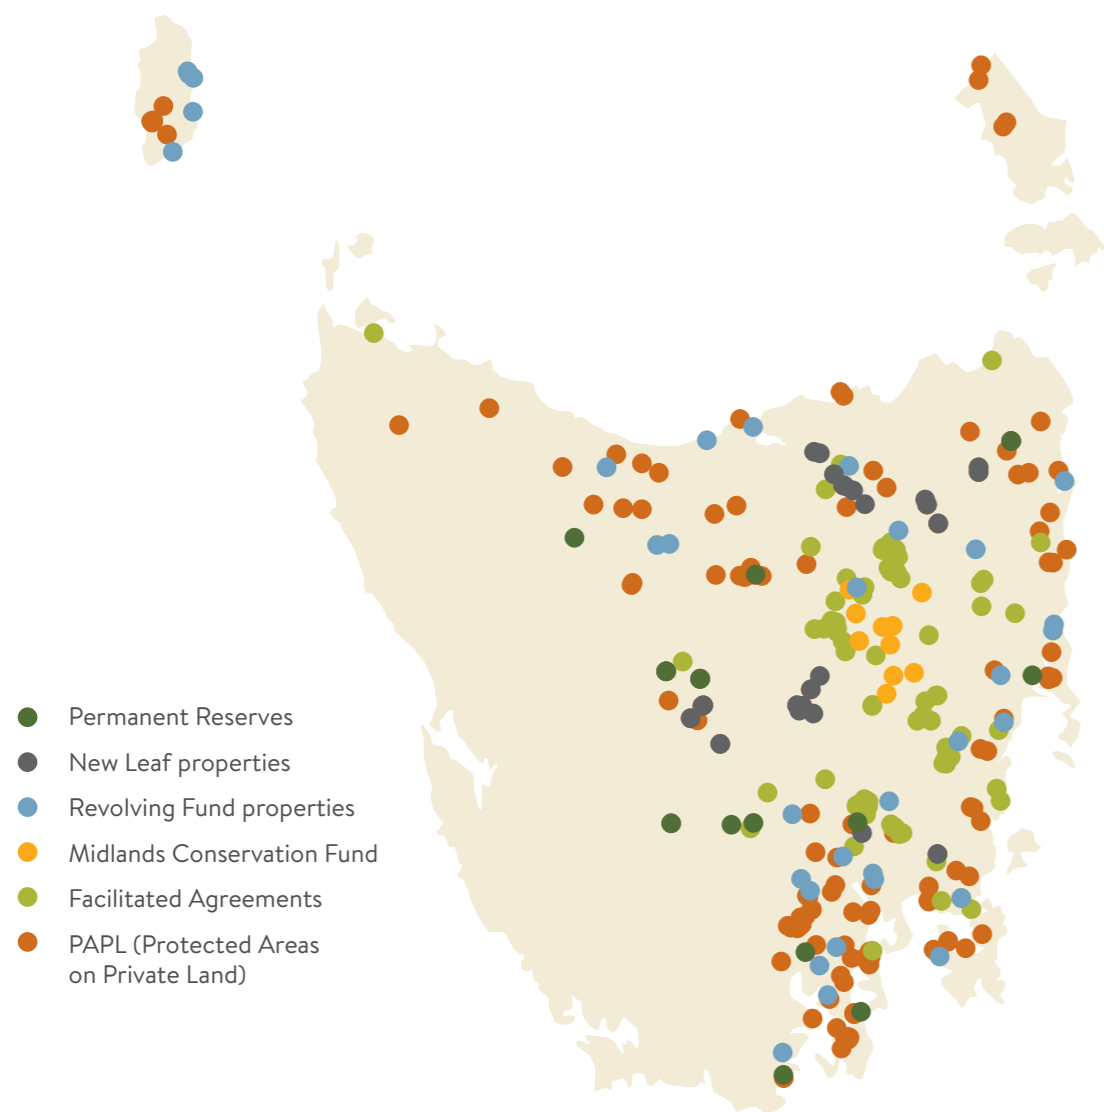 Permanent Reserves
New Leaf properties
Revolving Fund properties
Midlands Conservation Fund
Facilitated Agreements
PAPL (Protected Areas
on Private Land)